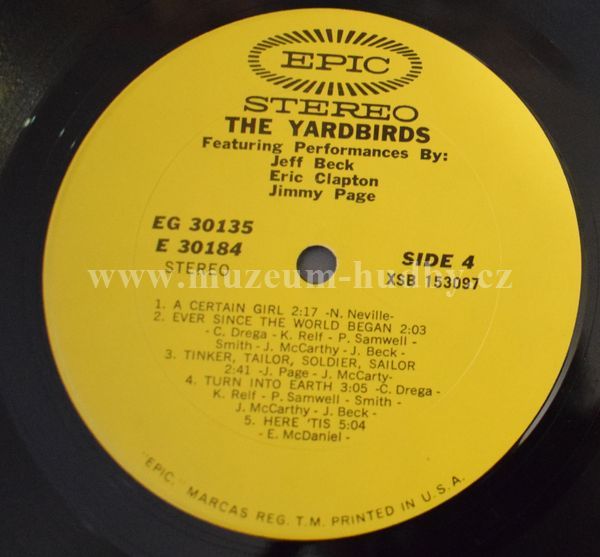 EPIC
STEREO
THE YARDBIRDS
Featuring Performances By:
Jeff Beck
Eric Clapton
Jimmy Page
EG 30135
E 30184
STEREO
SIDE 4
XSB 153097
www.muzeum-hudby.cz
1. A CERTAIN GIRL 2:17 -N. Neville-
2. EVER SINCE THE WORLD BEGAN 2:03
- C. Drega - K. Relf - P. Samwell -
Smith - J. McCarthy - J. Beck -
3. TINKER, TAILOR, SOLDIER, SAILOR
2:41 -J. Page - J. McCarty-
4. TURN INTO EARTH 3:05 -C. Drega -
K. Relf - P. Samwell - Smith -
J. McCarthy - J. Beck -
5. HERE 'TIS 5:04
- E. McDaniel -
"EPIC," MARCAS REG. T.M. PRINTED IN U.S.A.